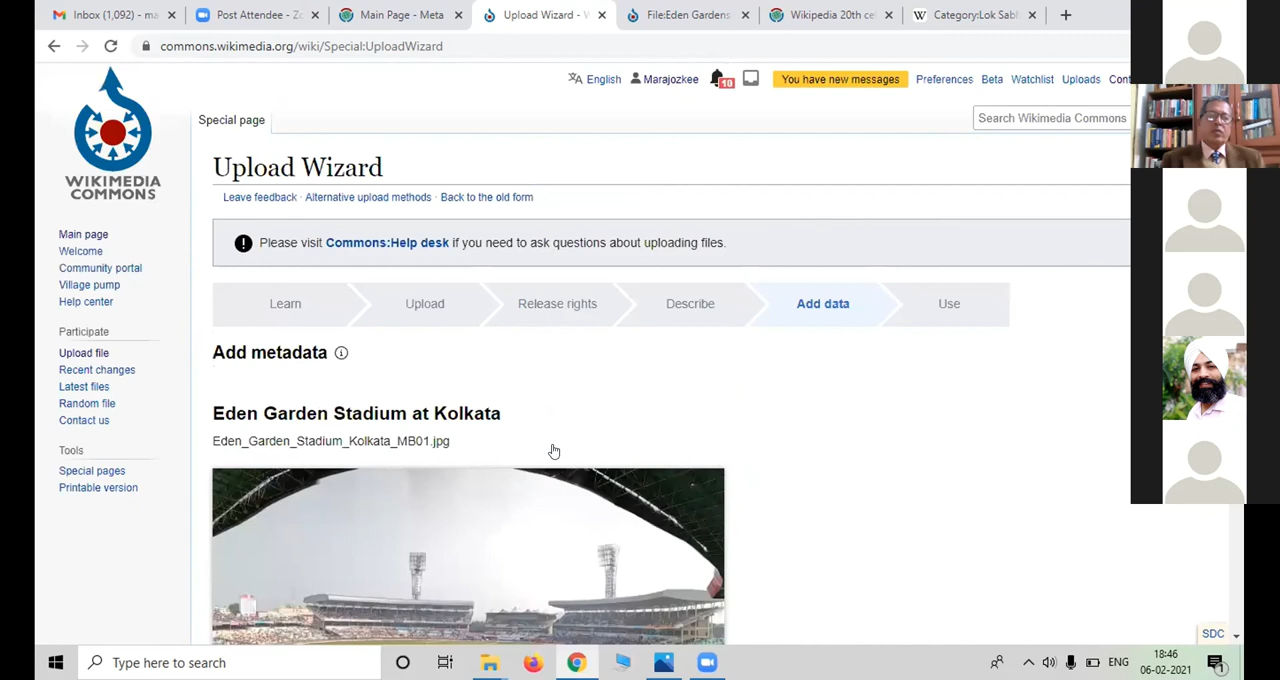 Inbox (1,092) - ma
Post Attendee - Zo
Main Page - Meta
Upload Wizard - W
File:Eden Gardens
Wikipedia 20th cel
Category:Lok Sabh
commons.wikimedia.org/wiki/Special:UploadWizard
English
Marajozkee
10
You have new messages
Preferences
Beta
Watchlist
Uploads
Cont
WIKIMEDIA
COMMONS
Special page
Search Wikimedia Commons
Upload Wizard
Leave feedback · Alternative upload methods · Back to the old form
Please visit Commons:Help desk if you need to ask questions about uploading files.
Main page
Welcome
Community portal
Village pump
Help center
Participate
Upload file
Recent changes
Latest files
Random file
Contact us
Tools
Special pages
Printable version
Learn
Upload
Release rights
Describe
Add data
Use
Add metadata
Eden Garden Stadium at Kolkata
Eden_Garden_Stadium_Kolkata_MB01.jpg
SDC
Type here to search
ENG
18:46
06-02-2021
1